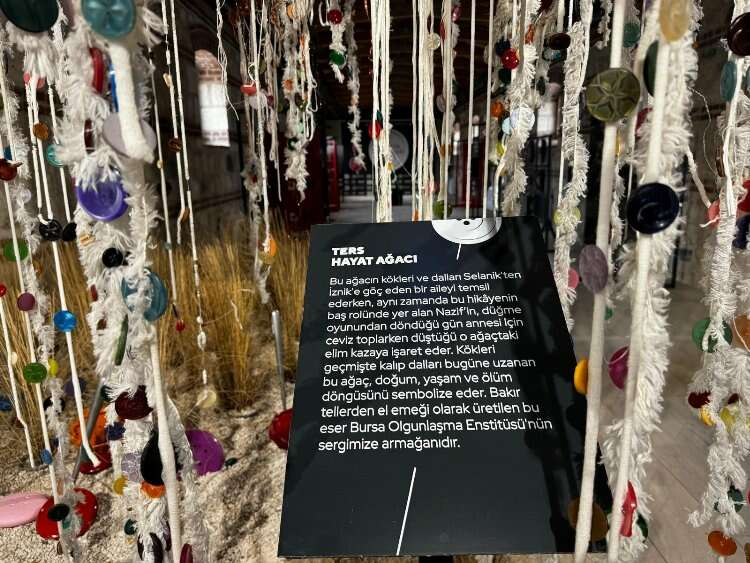 TERS
HAYAT AĞACI
Bu ağacın kökleri ve dalları Selanik'ten
İznik'e göç eden bir aileyi temsil
ederken, aynı zamanda bu hikâyenin
baş rolünde yer alan Nazif'in, düğme
oyunundan döndüğü gün annesi için
ceviz toplarken düştüğü o ağaçtaki
elim kazaya işaret eder. Kökleri
geçmişte kalıp dalları bugüne uzanan
bu ağaç, doğum, yaşam ve ölüm
döngüsünü sembolize eder. Bakır
tellerden el emeği olarak üretilen bu
eser Bursa Olgunlaşma Enstitüsü'nün
sergimize armağanıdır.